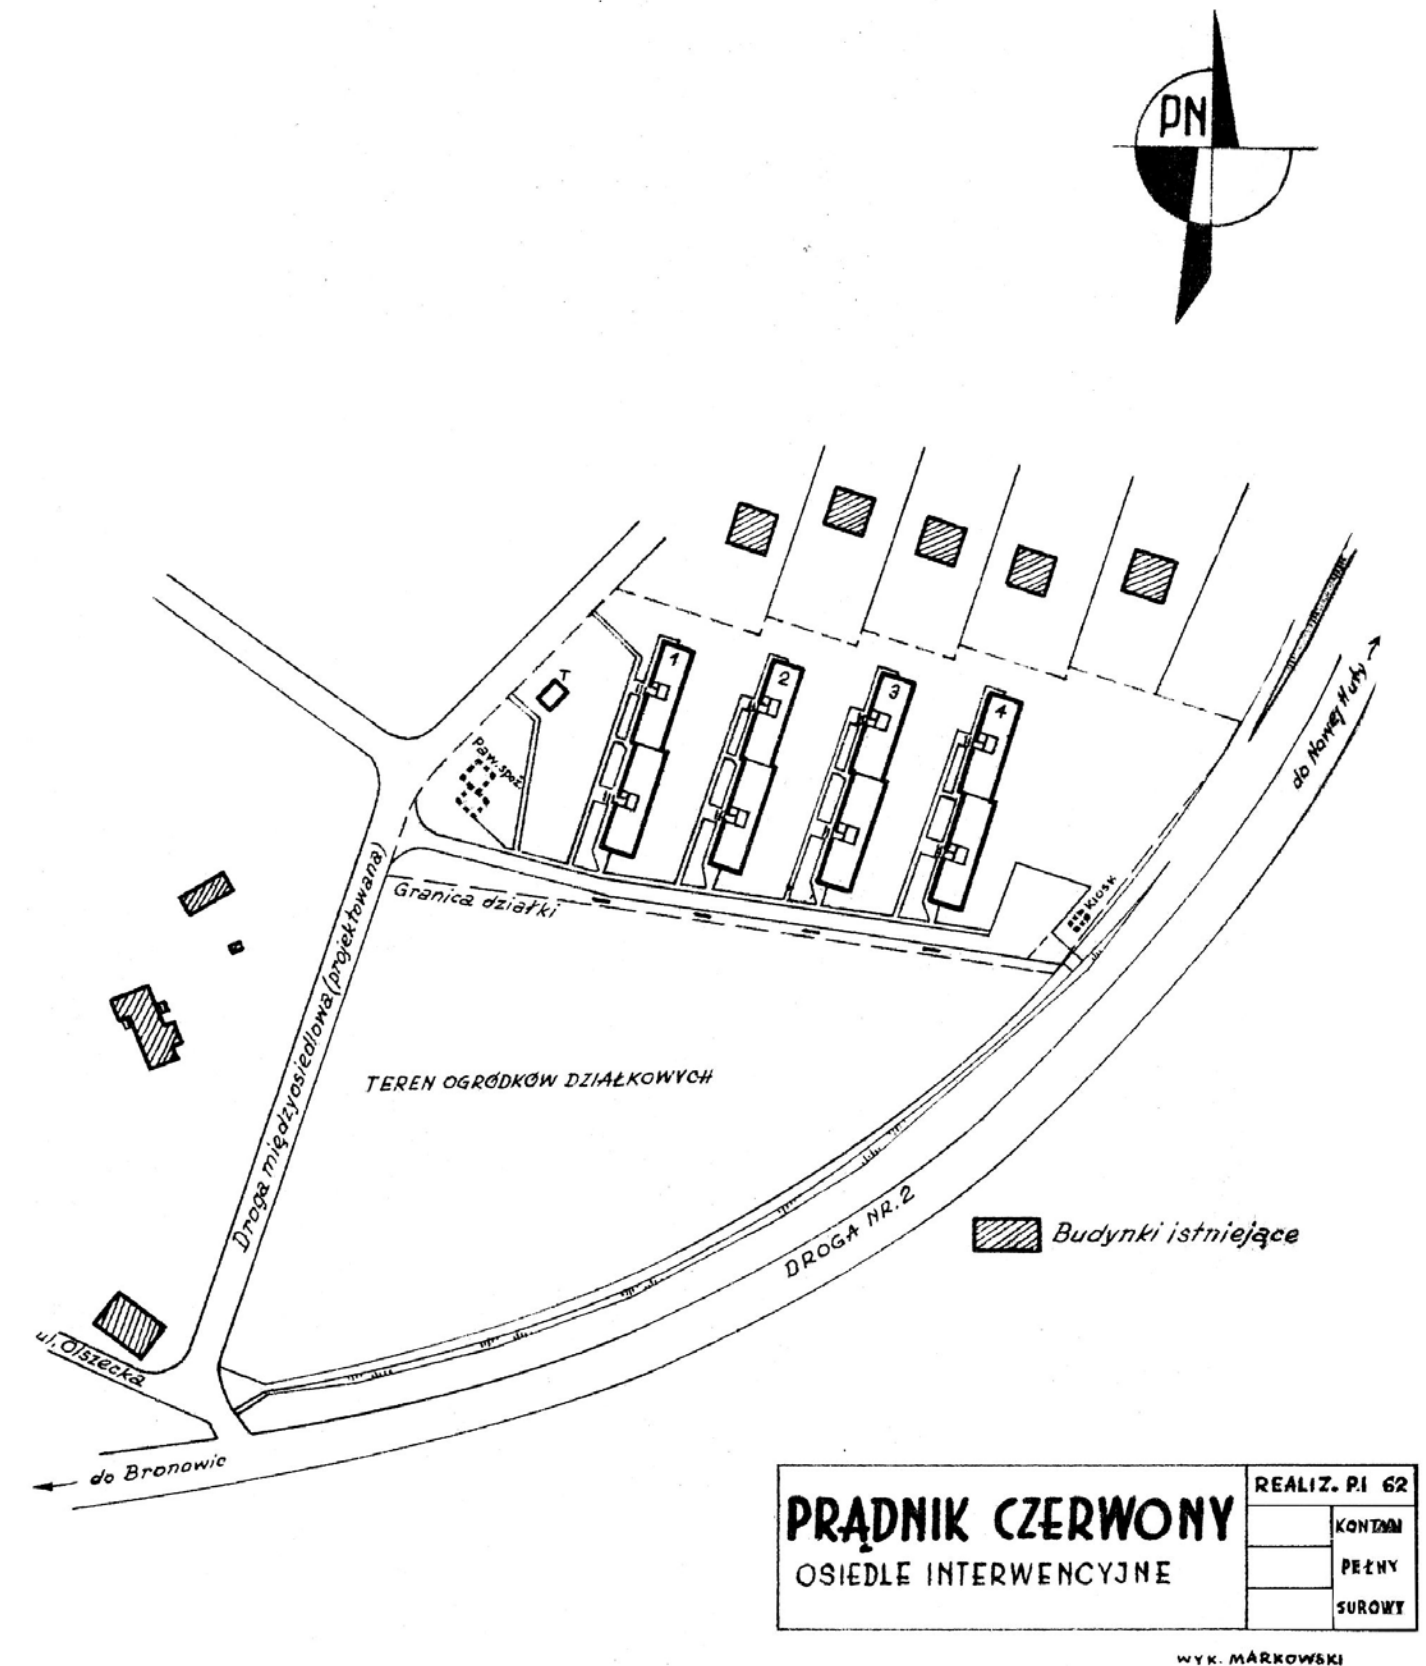 PN
1
2
3
4
T
Paw. spoż.
do Nowej Huty
Kiosk
Granica działki
Droga międzyosiedlowa (projektowana)
TEREN OGRÓDKÓW DZIAŁKOWYCH
DROGA NR. 2
Budynki istniejące
ul. Olszecka
do Bronowic
PRĄDNIK CZERWONY
OSIEDLE INTERWENCYJNE
REALIZ. P.I 62
PEŁNY
SUROWY
WYK. MARKOWSKI